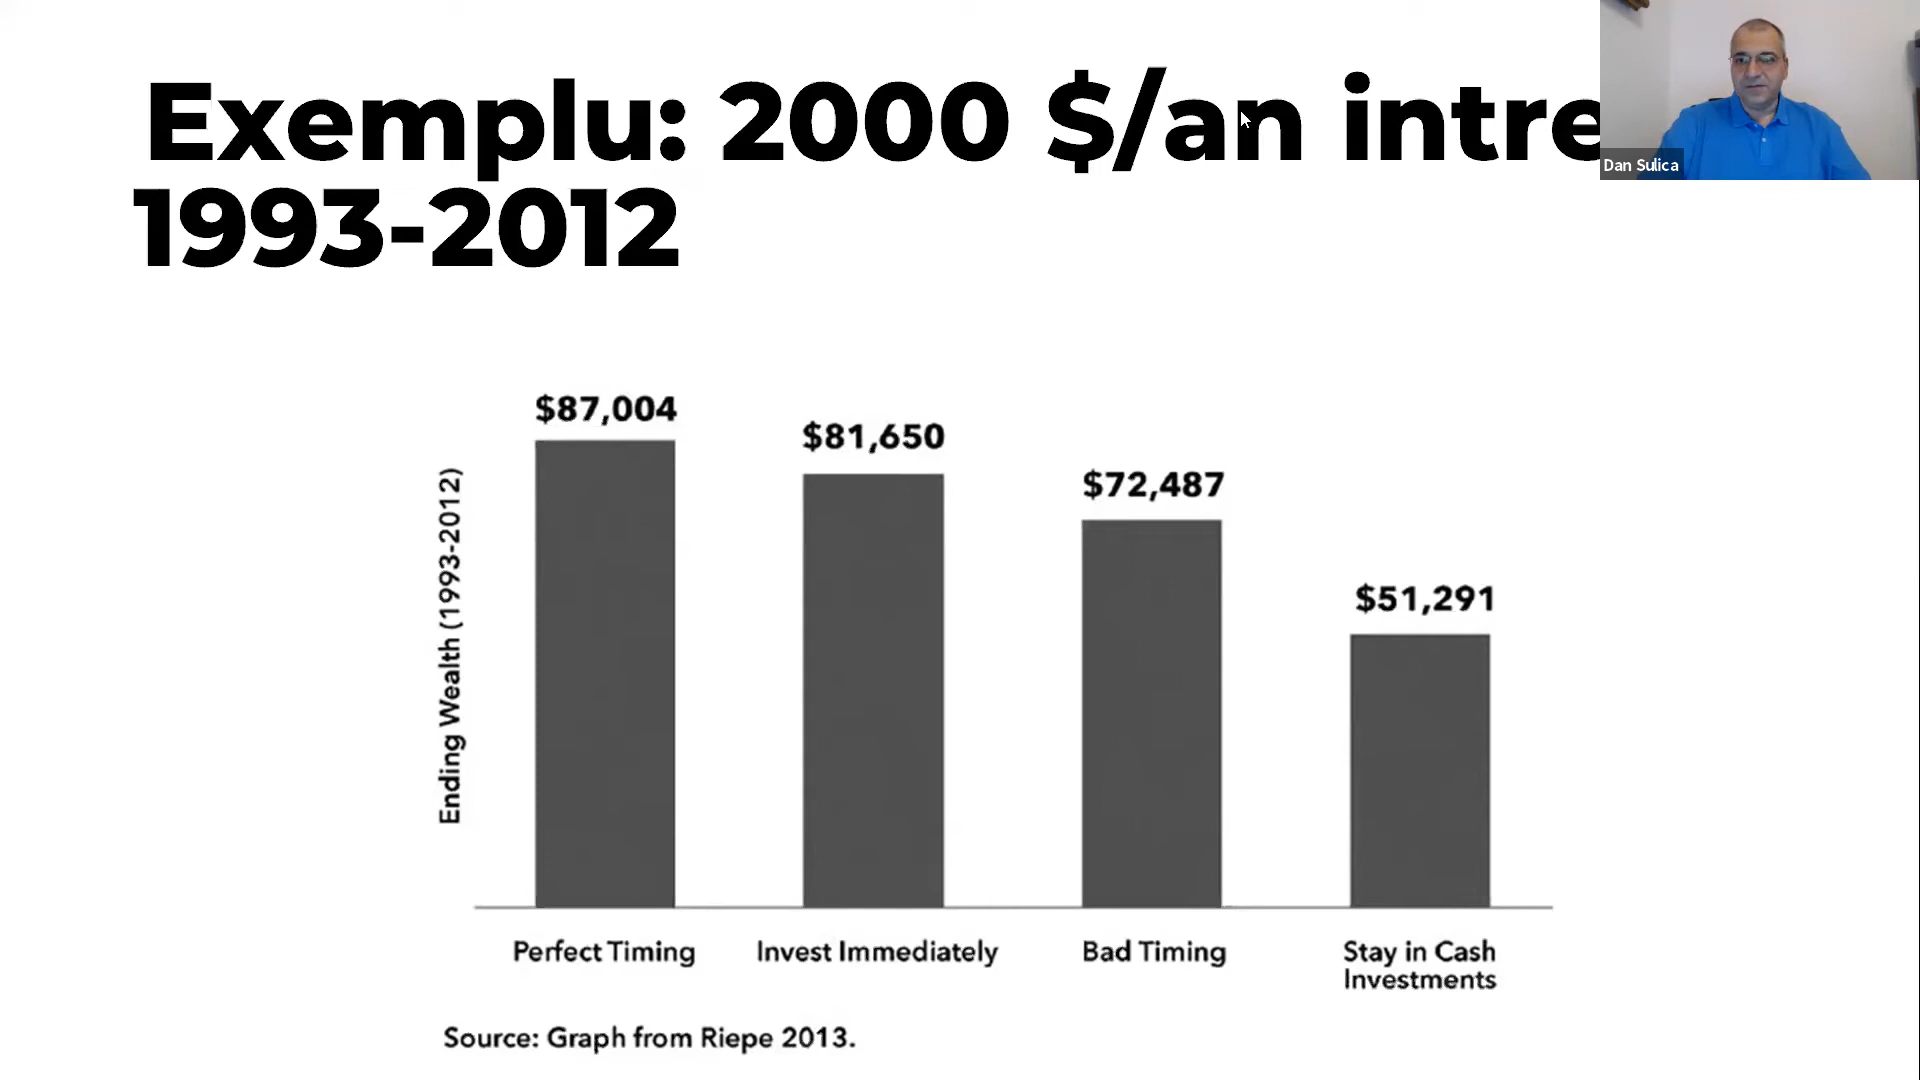 Exemplu: 2000 $/an intre
1993-2012
Dan Sulica
$87,004
$81,650
$72,487
$51,291
Ending Wealth (1993-2012)
Perfect Timing
Invest Immediately
Bad Timing
Stay in Cash
Investments
Source: Graph from Riepe 2013.